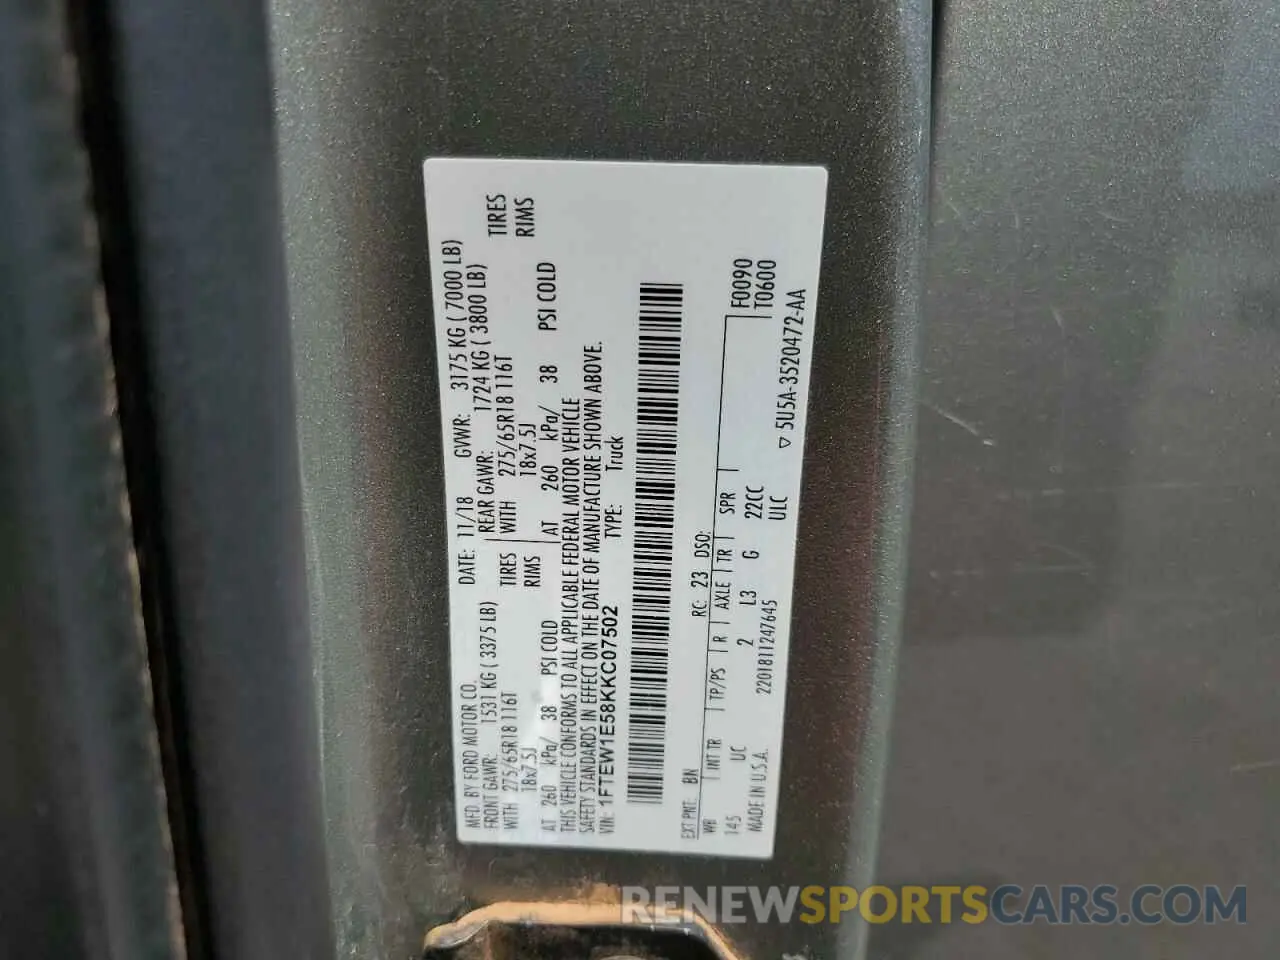 MFD. BY FORD MOTOR CO.
DATE: 11/18 GVWR: 3175 KG ( 7000 LB)
FRONT GAWR: 1531 KG ( 3375 LB) REAR GAWR: 1724 KG ( 3800 LB)
WITH 275/65R18 116T TIRES WITH 275/65R18 116T TIRES
18x7.5J RIMS 18x7.5J RIMS
AT 260 kPa/ 38 PSI COLD AT 260 kPa/ 38 PSI COLD
THIS VEHICLE CONFORMS TO ALL APPLICABLE FEDERAL MOTOR VEHICLE
SAFETY STANDARDS IN EFFECT ON THE DATE OF MANUFACTURE SHOWN ABOVE.
VIN: 1FTEW1E58KKC07502 TYPE: Truck
EXT PNT: BN RC: 23 DSO:
WB INT TR TP/PS R AXLE TR SPR F0090
145 UC 2 L3 G 22CC T0600
ULC
MADE IN U.S.A. 2201811247645 ▽ 5U5A-3520472-AA
RENEWSPORTSCARS.COM